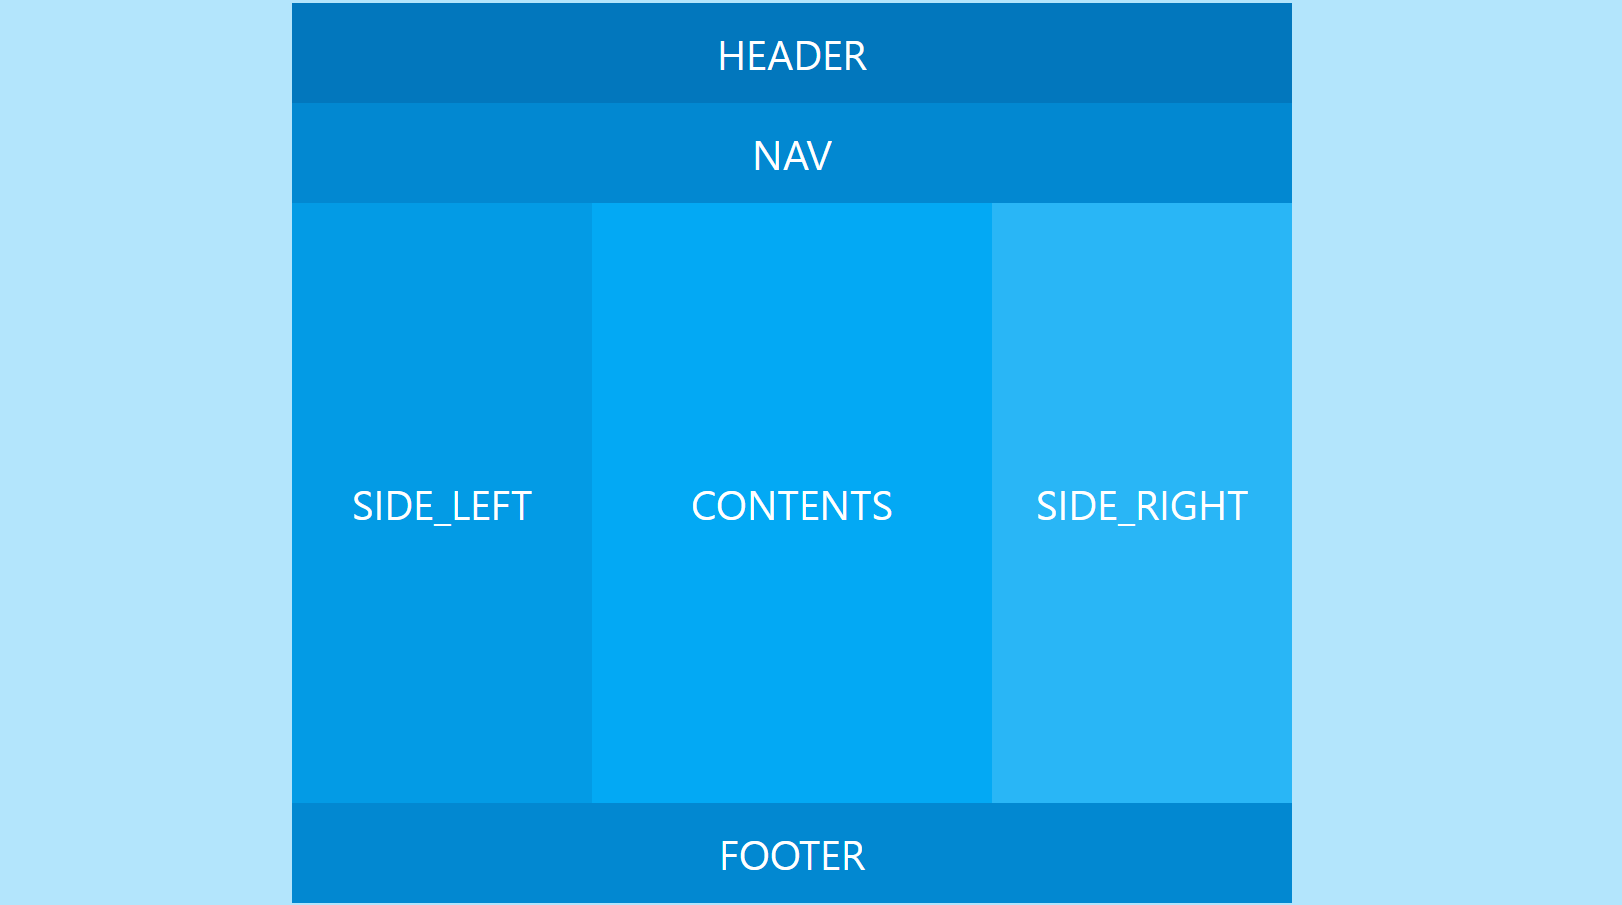 HEADER
NAV
SIDE_LEFT
CONTENTS
SIDE_RIGHT
FOOTER